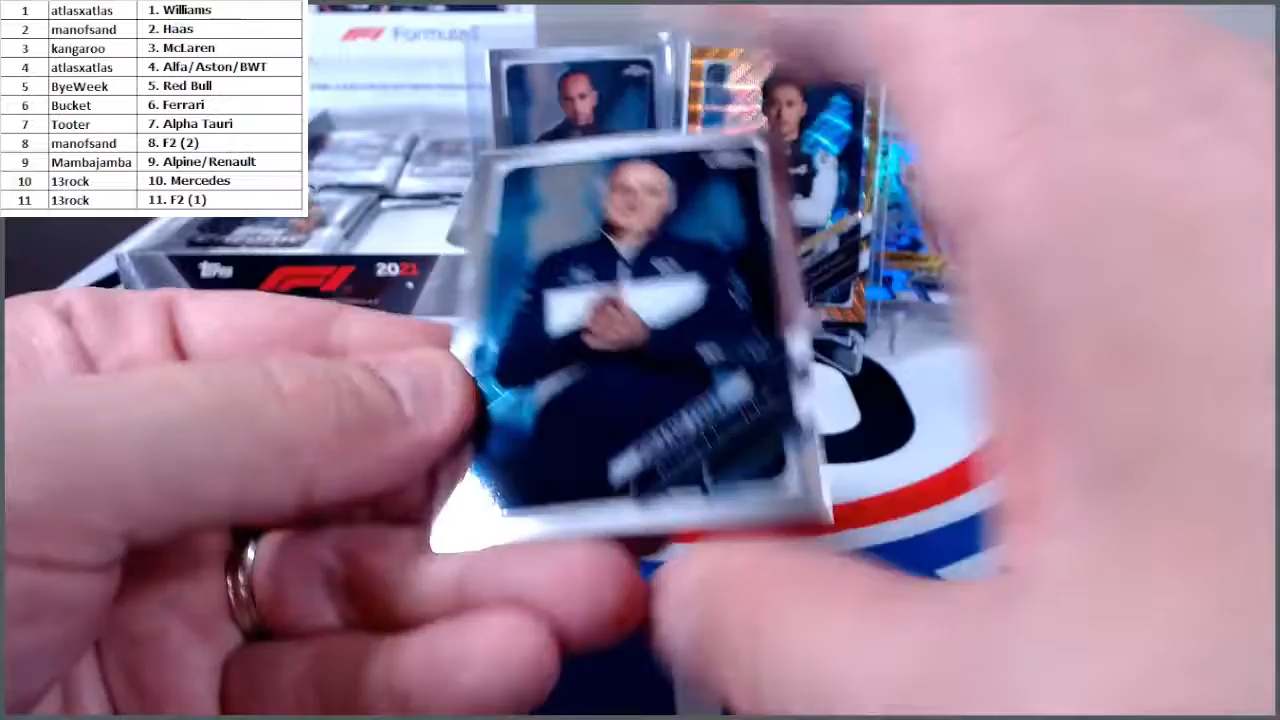 1 atlasxatlas 1. Williams
2 manofsand 2. Haas
3 kangaroo 3. McLaren
4 atlasxatlas 4. Alfa/Aston/BWT
5 ByeWeek 5. Red Bull
6 Bucket 6. Ferrari
7 Tooter 7. Alpha Tauri
8 manofsand 8. F2 (2)
9 Mambajamba 9. Alpine/Renault
10 13rock 10. Mercedes
11 13rock 11. F2 (1)
F1 Formula1
Topps F1 2021